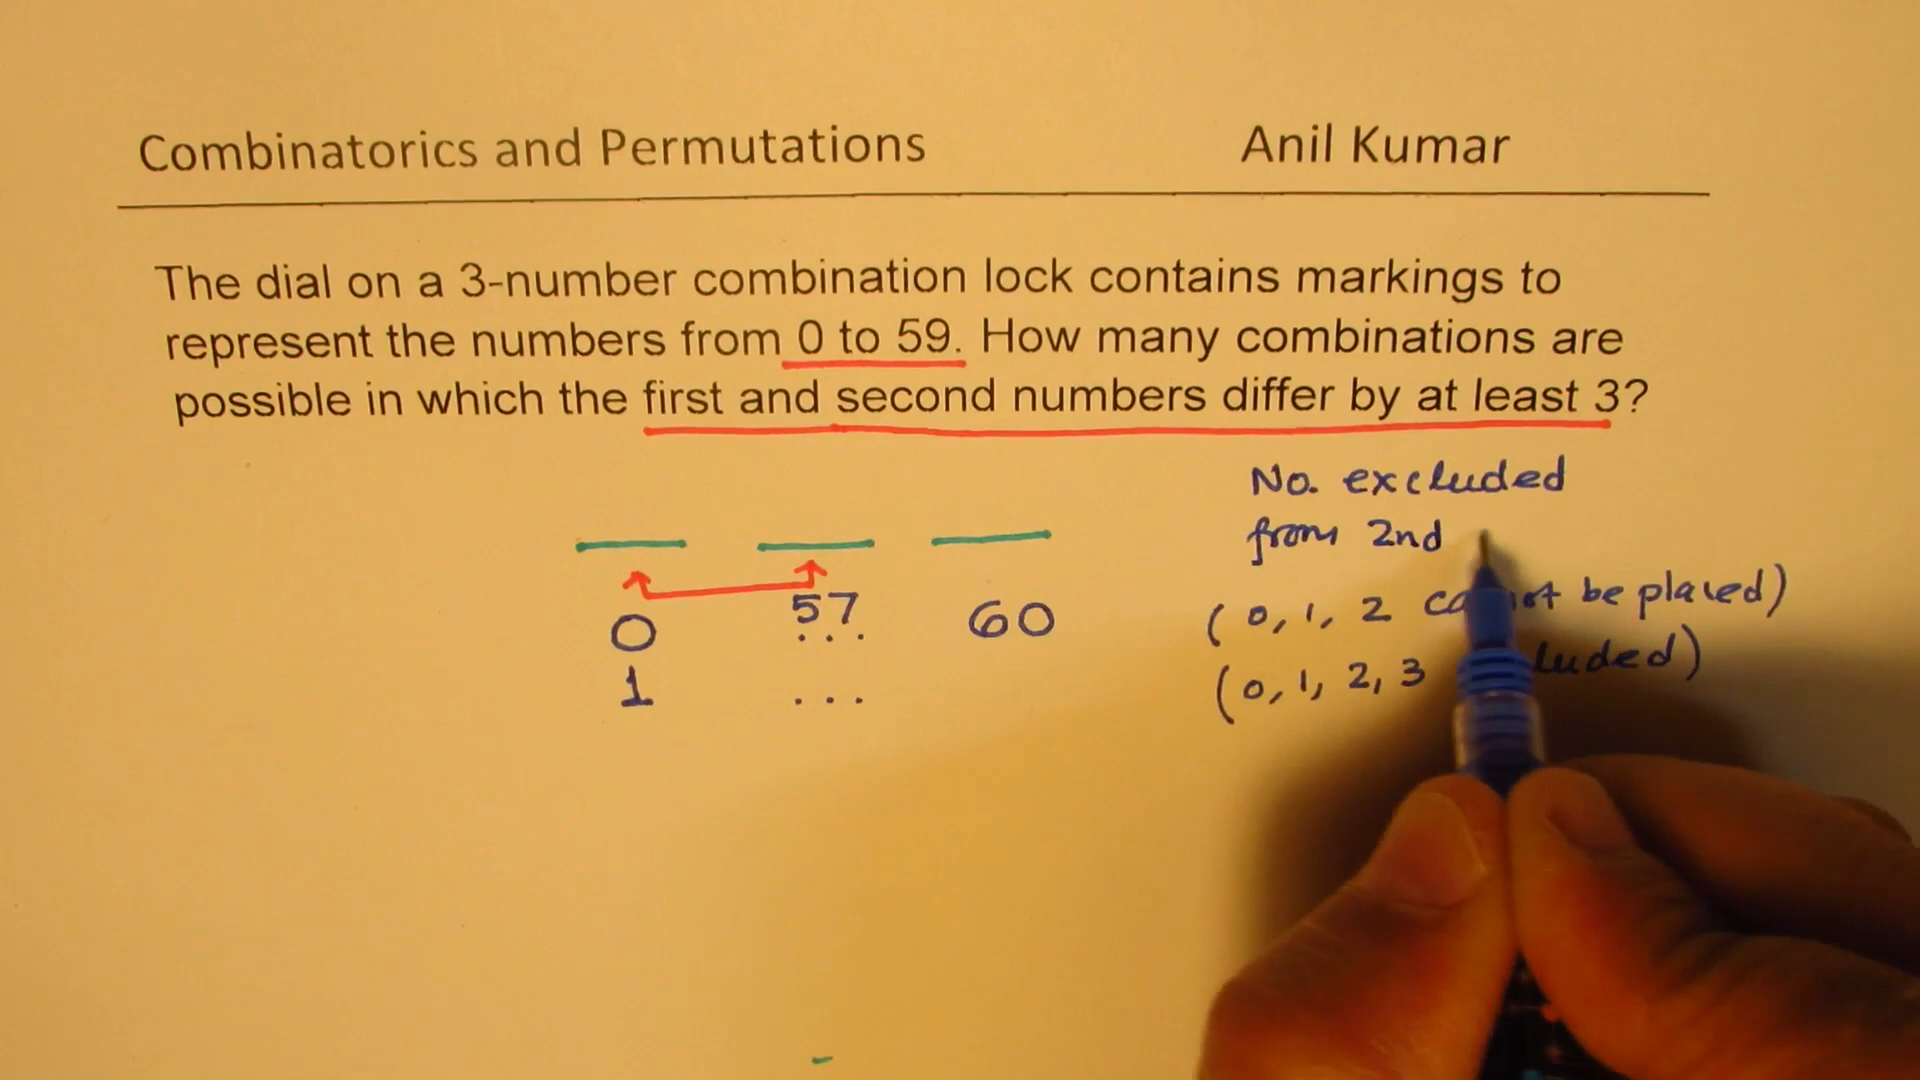 Combinatorics and Permutations Anil Kumar
The dial on a 3-number combination lock contains markings to
represent the numbers from 0 to 59. How many combinations are
possible in which the first and second numbers differ by at least 3?
No. excluded
from 2nd
57
0 ... 60 (0, 1, 2 be placed)
1 ... (0, 1, 2, 3